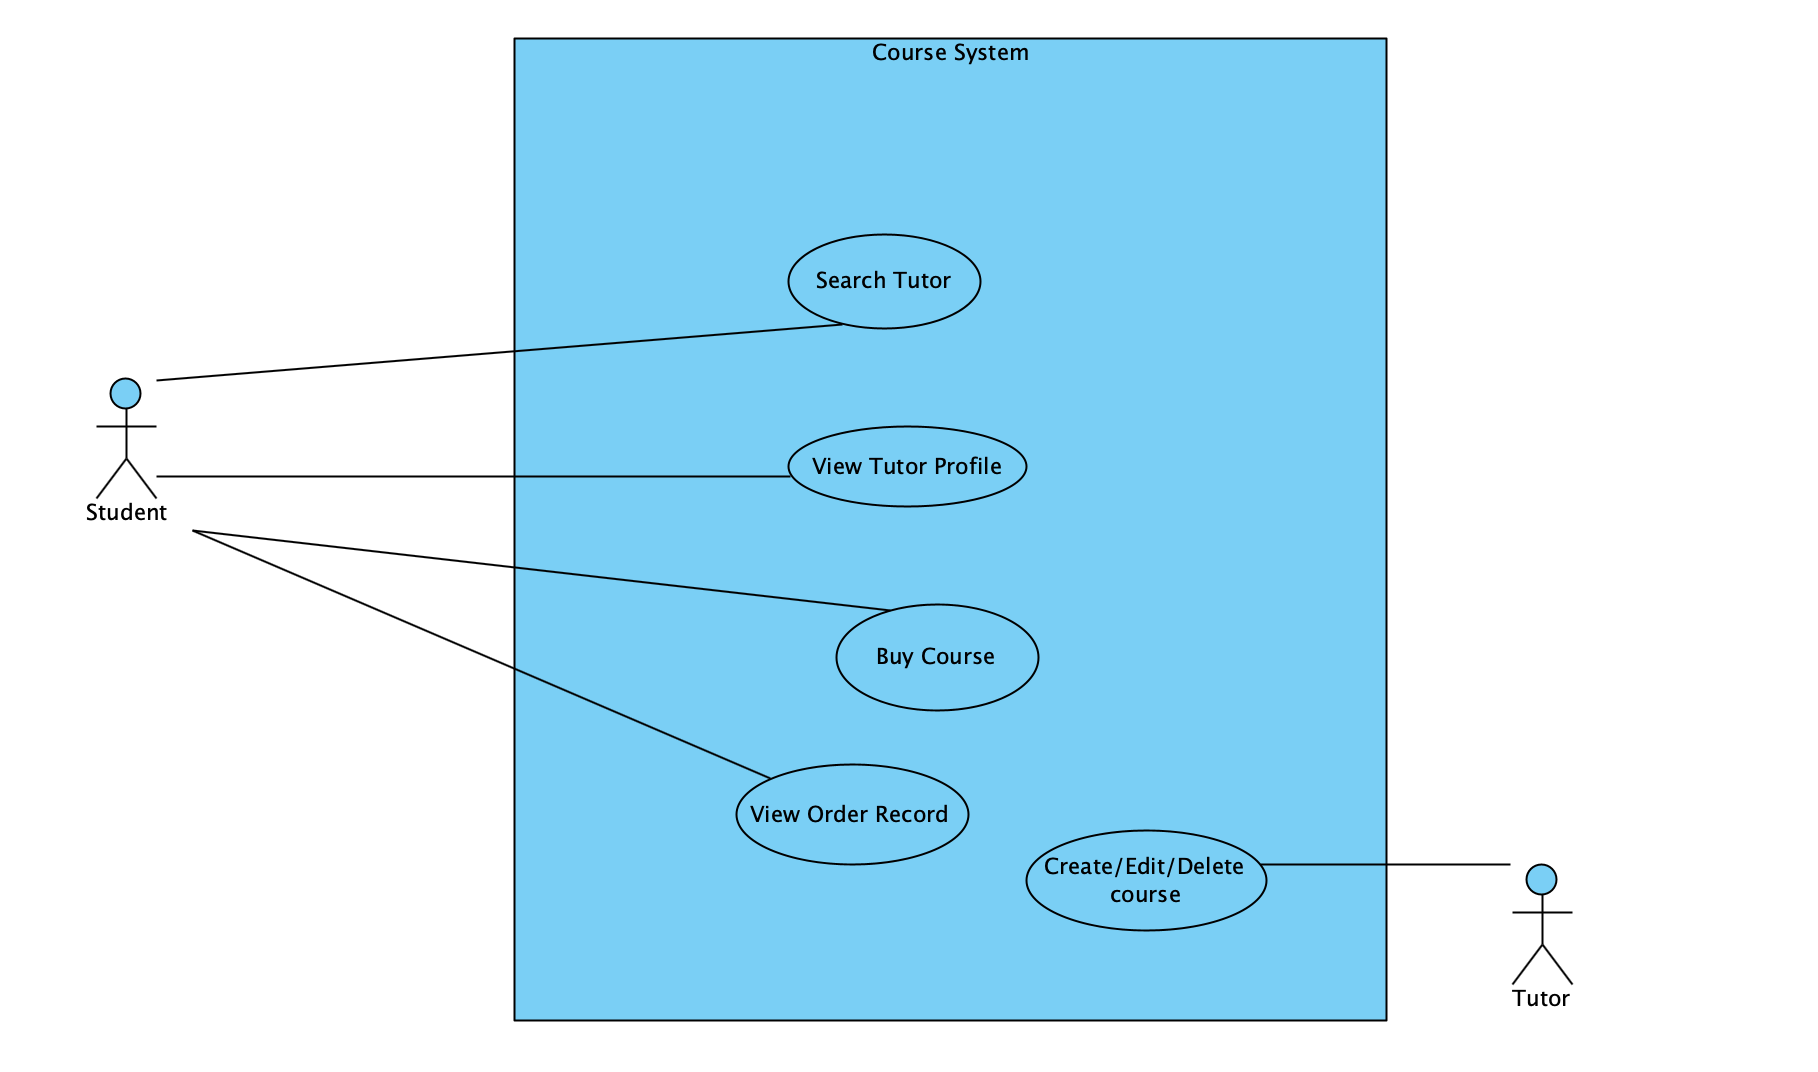 Course System
Search Tutor
View Tutor Profile
Student
Buy Course
View Order Record
Create/Edit/Delete
course
Tutor